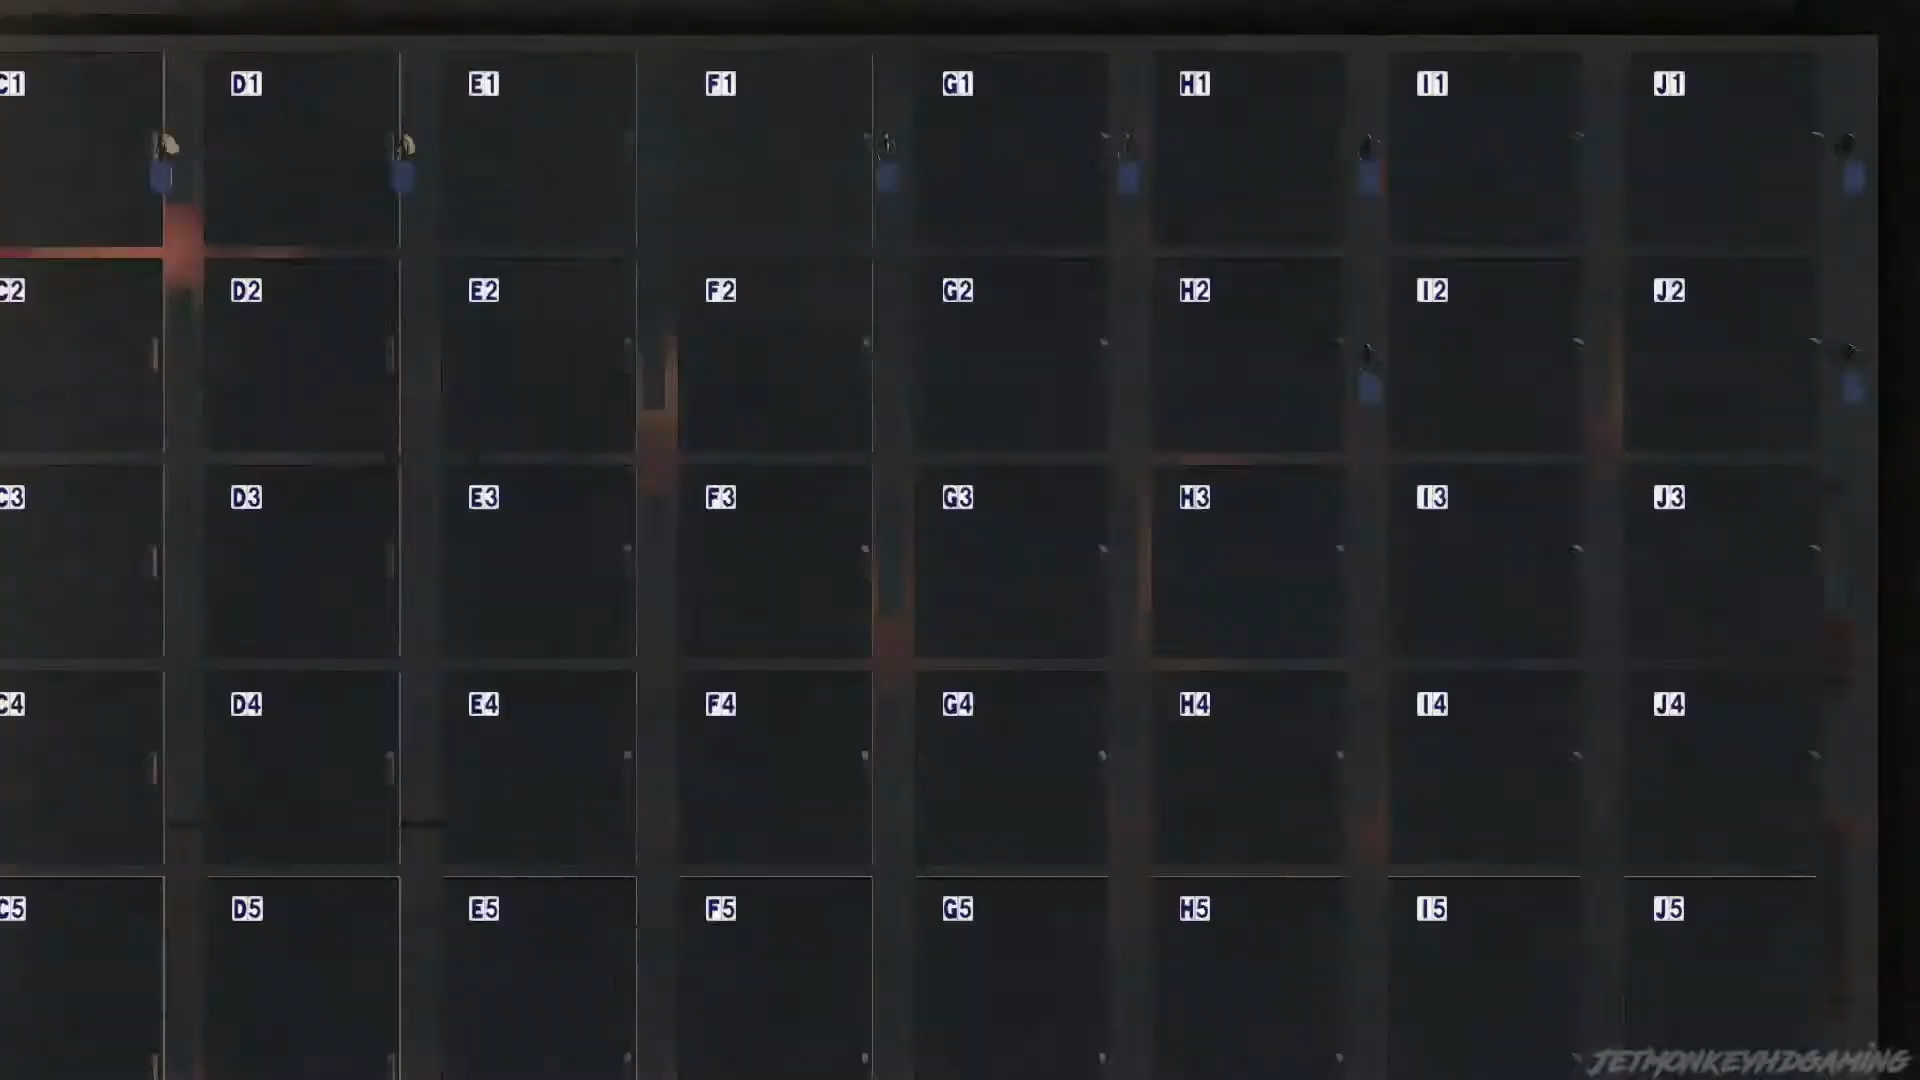 C1 D1 E1 F1 G1 H1 I1 J1
C2 D2 E2 F2 G2 H2 I2 J2
C3 D3 E3 F3 G3 H3 I3 J3
C4 D4 E4 F4 G4 H4 I4 J4
C5 D5 E5 F5 G5 H5 I5 J5
JETMONKEYHDGAMING